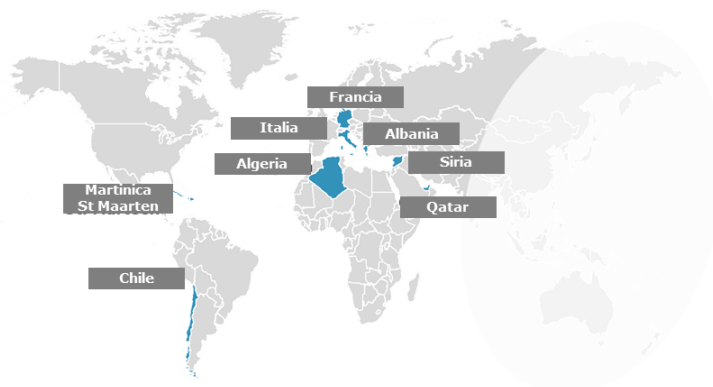 Francia
Italia
Albania
Algeria
Siria
Martinica
St Maarten
Qatar
Chile